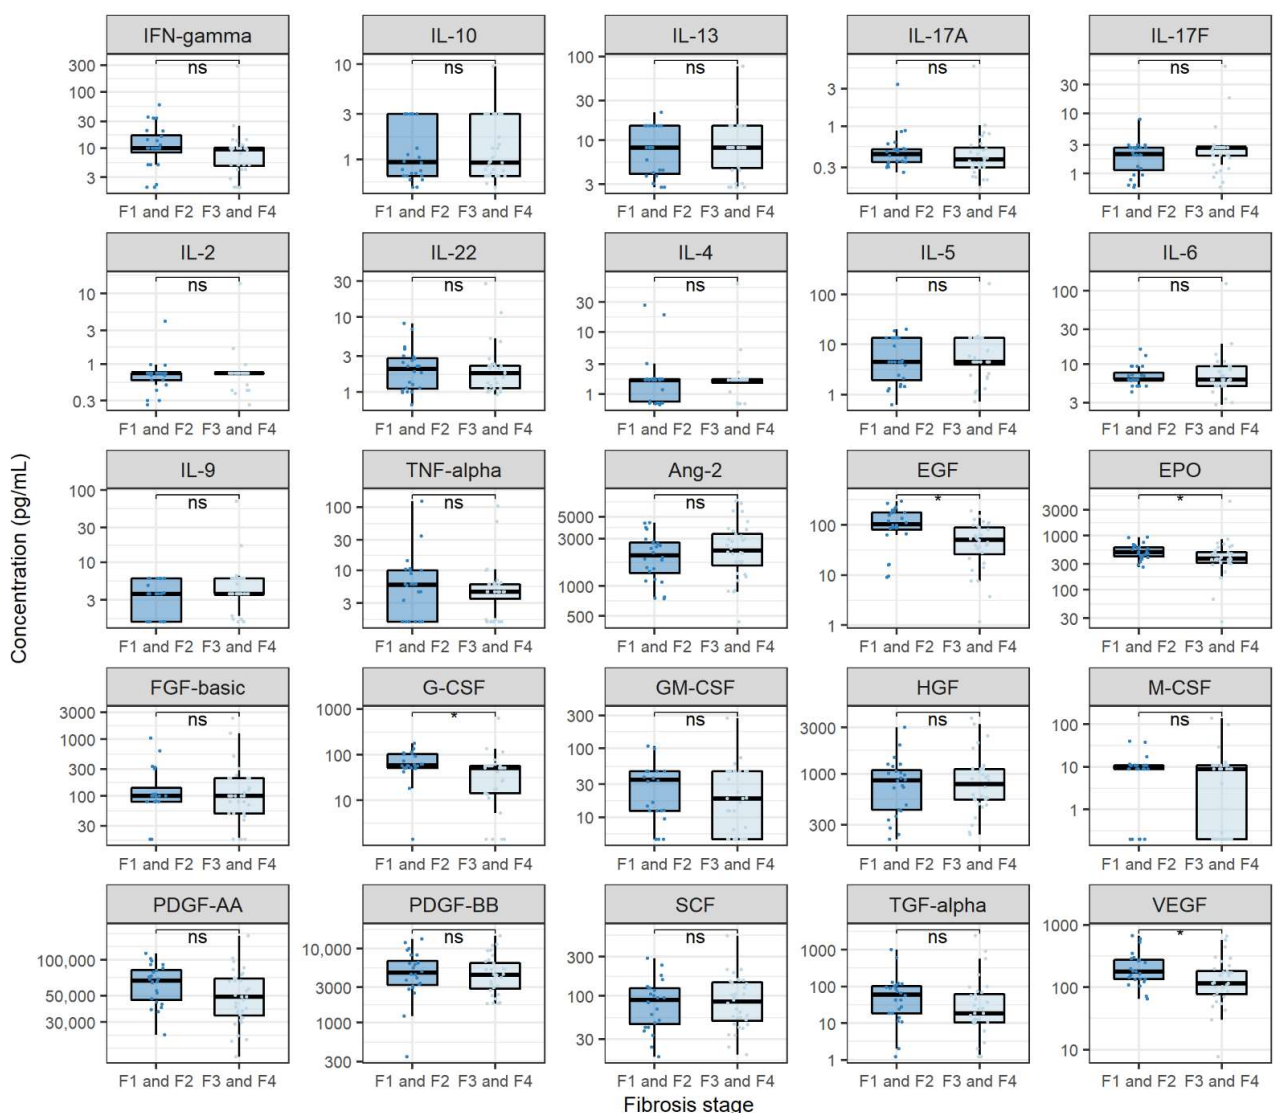 IFN-gamma IL-10 IL-13 IL-17A IL-17F
300 10 100 3 30
100 3 30 1 10
30 1 10 0.3 3
10 3 1
3
ns ns ns ns ns
F1 and F2 F3 and F4 F1 and F2 F3 and F4 F1 and F2 F3 and F4 F1 and F2 F3 and F4 F1 and F2 F3 and F4
IL-2 IL-22 IL-4 IL-5 IL-6
10 30 30 100 100
3 10 10 10 30
1 3 3 1 10
0.3 1 1 3
ns ns ns ns ns
F1 and F2 F3 and F4 F1 and F2 F3 and F4 F1 and F2 F3 and F4 F1 and F2 F3 and F4 F1 and F2 F3 and F4
Concentration (pg/mL)
IL-9 TNF-alpha Ang-2 EGF EPO
100 100 5000 100 3000
30 30 3000 10 1000
10 10 1000 1 300
3 3 500 100
30
ns ns ns * *
F1 and F2 F3 and F4 F1 and F2 F3 and F4 F1 and F2 F3 and F4 F1 and F2 F3 and F4 F1 and F2 F3 and F4
FGF-basic G-CSF GM-CSF HGF M-CSF
3000 1000 300 3000 100
1000 100 100 1000 10
300 10 30 300 1
100 10
30
ns * ns ns ns
F1 and F2 F3 and F4 F1 and F2 F3 and F4 F1 and F2 F3 and F4 F1 and F2 F3 and F4 F1 and F2 F3 and F4
PDGF-AA PDGF-BB SCF TGF-alpha VEGF
100,000 10,000 300 1000 1000
50,000 3000 100 100 100
30,000 1000 30 10 10
300 1
ns ns ns ns *
F1 and F2 F3 and F4 F1 and F2 F3 and F4 F1 and F2 F3 and F4 F1 and F2 F3 and F4 F1 and F2 F3 and F4
Fibrosis stage